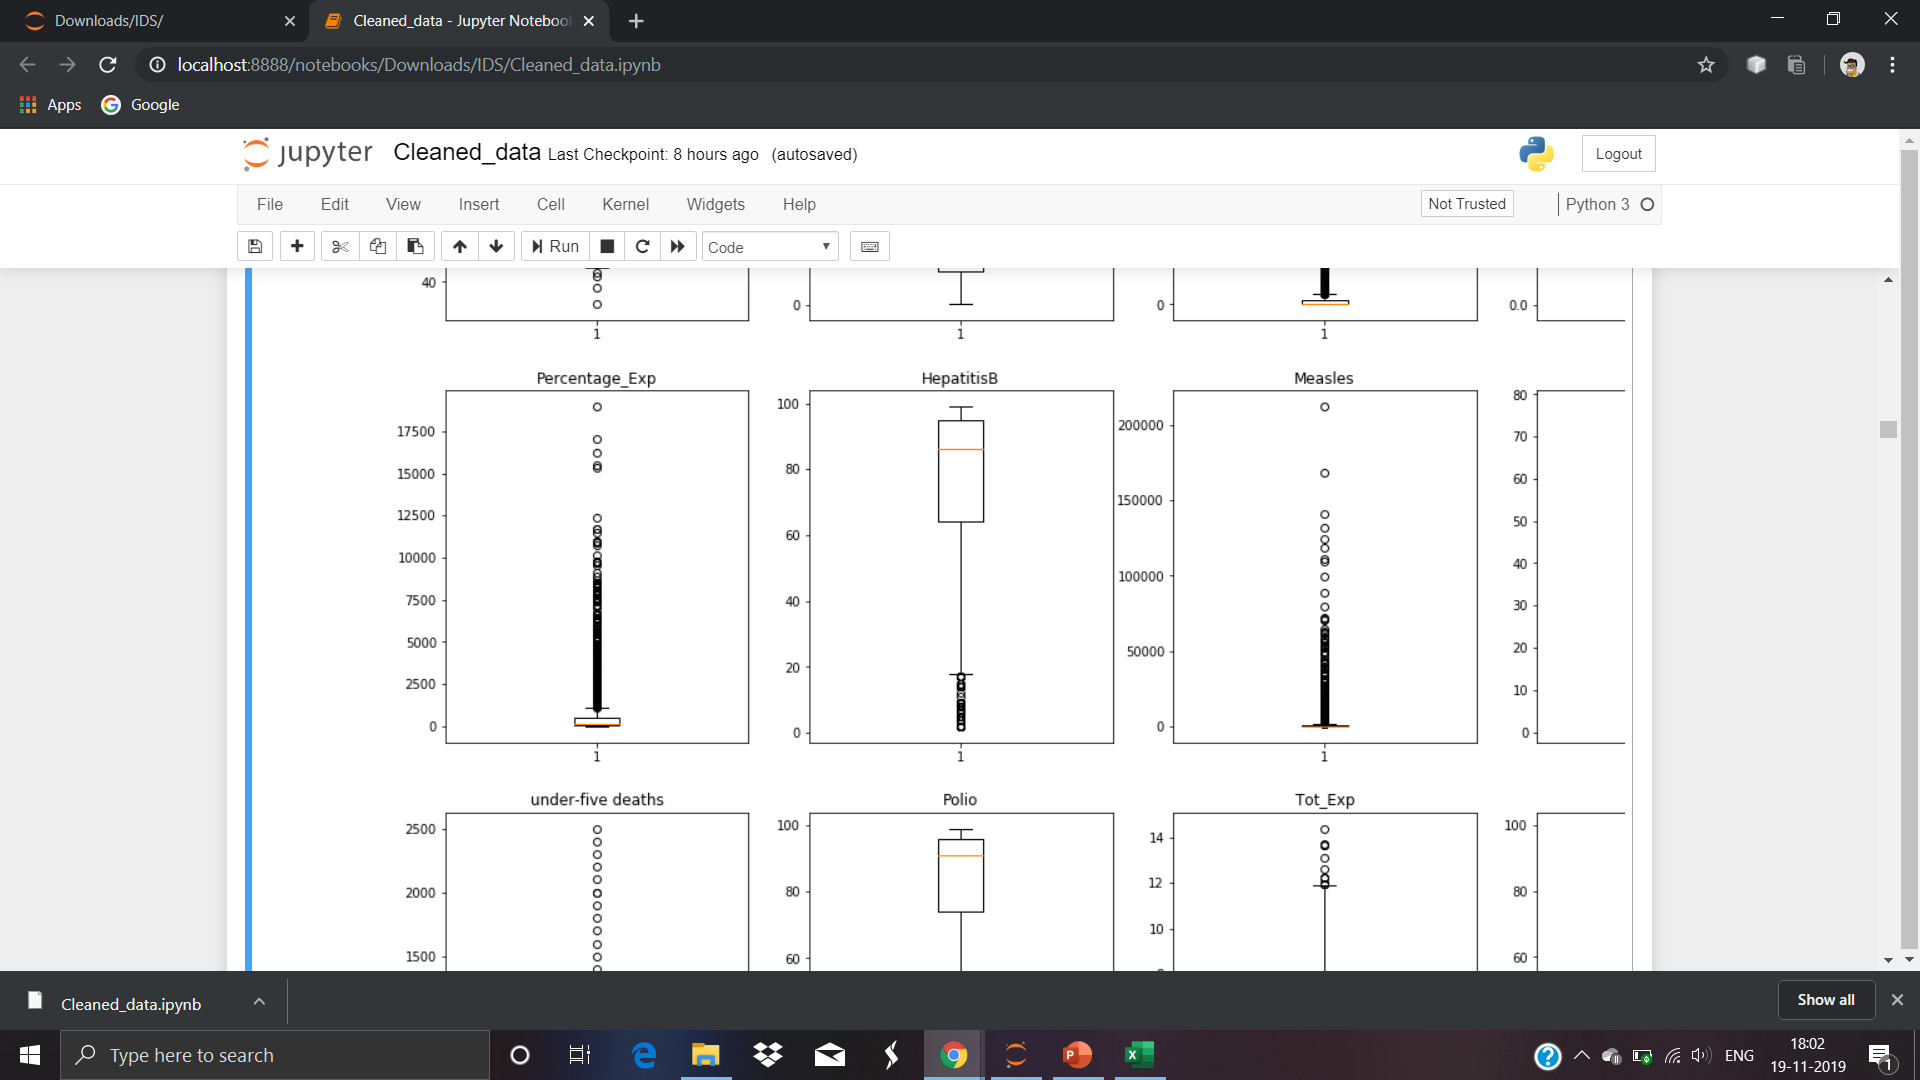 Downloads/IDS/
Cleaned_data - Jupyter Noteboo
localhost:8888/notebooks/Downloads/IDS/Cleaned_data.ipynb
Apps
Google
jupyter
Cleaned_data Last Checkpoint: 8 hours ago (autosaved)
Logout
File Edit View Insert Cell Kernel Widgets Help
Not Trusted
Python 3
Run
Code
40
0
0
0.0
1
1
1
Percentage_Exp
17500
15000
12500
10000
7500
5000
2500
0
1
HepatitisB
100
80
60
40
20
0
1
Measles
200000
150000
100000
50000
0
1
80
70
60
50
40
30
20
10
0
under-five deaths
2500
2000
1500
Polio
100
80
60
Tot_Exp
14
12
10
100
80
60
Cleaned_data.ipynb
Show all
Type here to search
ENG
18:02
19-11-2019
1